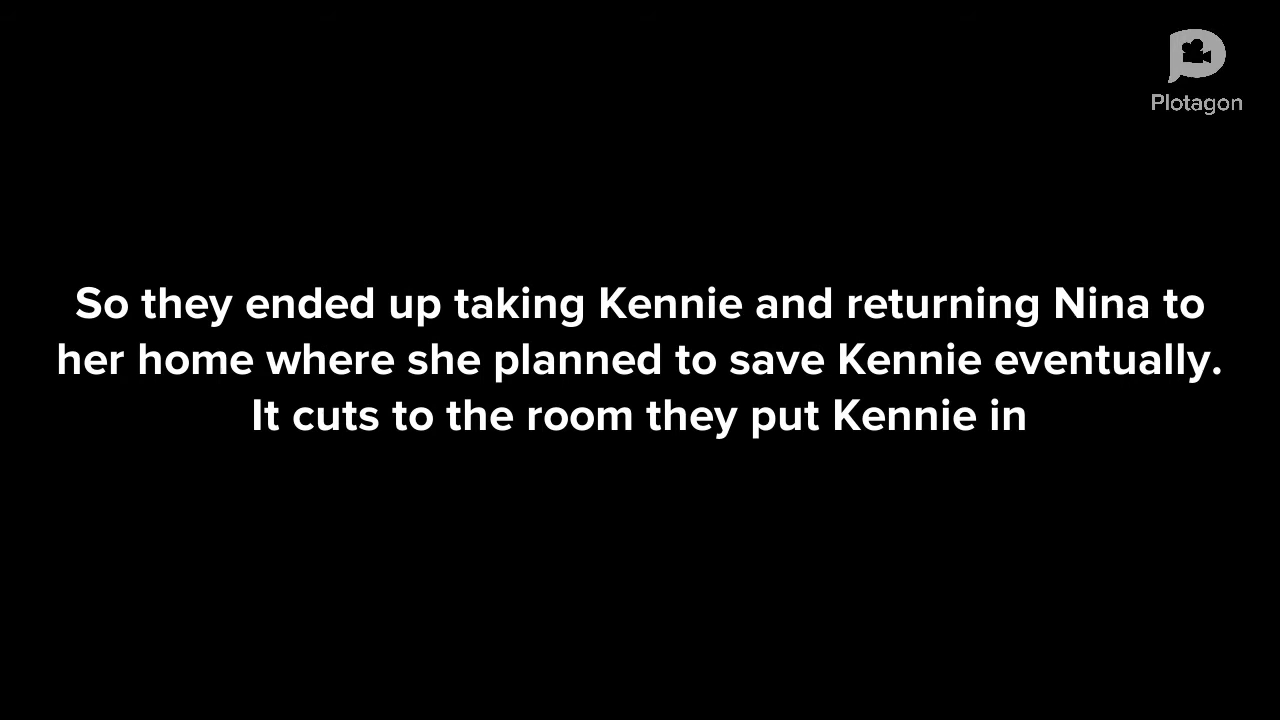 Plotagon
So they ended up taking Kennie and returning Nina to
her home where she planned to save Kennie eventually.
It cuts to the room they put Kennie in